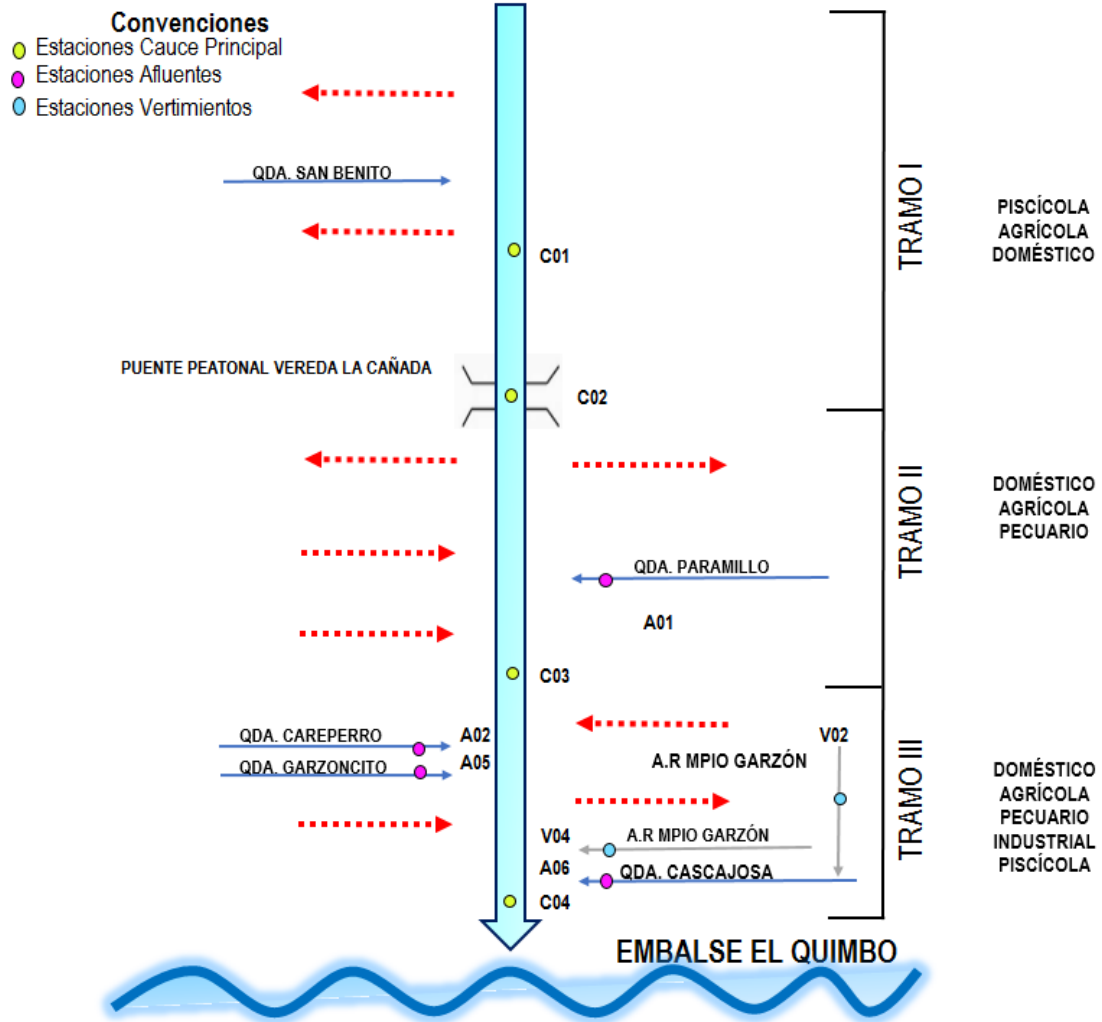 Convenciones
Estaciones Cauce Principal
Estaciones Afluentes
Estaciones Vertimientos
QDA. SAN BENITO
C01
TRAMO I
PISCÍCOLA
AGRÍCOLA
DOMÉSTICO
PUENTE PEATONAL VEREDA LA CAÑADA
C02
TRAMO II
DOMÉSTICO
AGRÍCOLA
PECUARIO
QDA. PARAMILLO
A01
C03
QDA. CAREPERRO
A02
QDA. GARZONCITO
A05
A.R MPIO GARZÓN
V02
TRAMO III
DOMÉSTICO
AGRÍCOLA
PECUARIO
INDUSTRIAL
PISCÍCOLA
V04
A.R MPIO GARZÓN
A06
QDA. CASCAJOSA
C04
EMBALSE EL QUIMBO